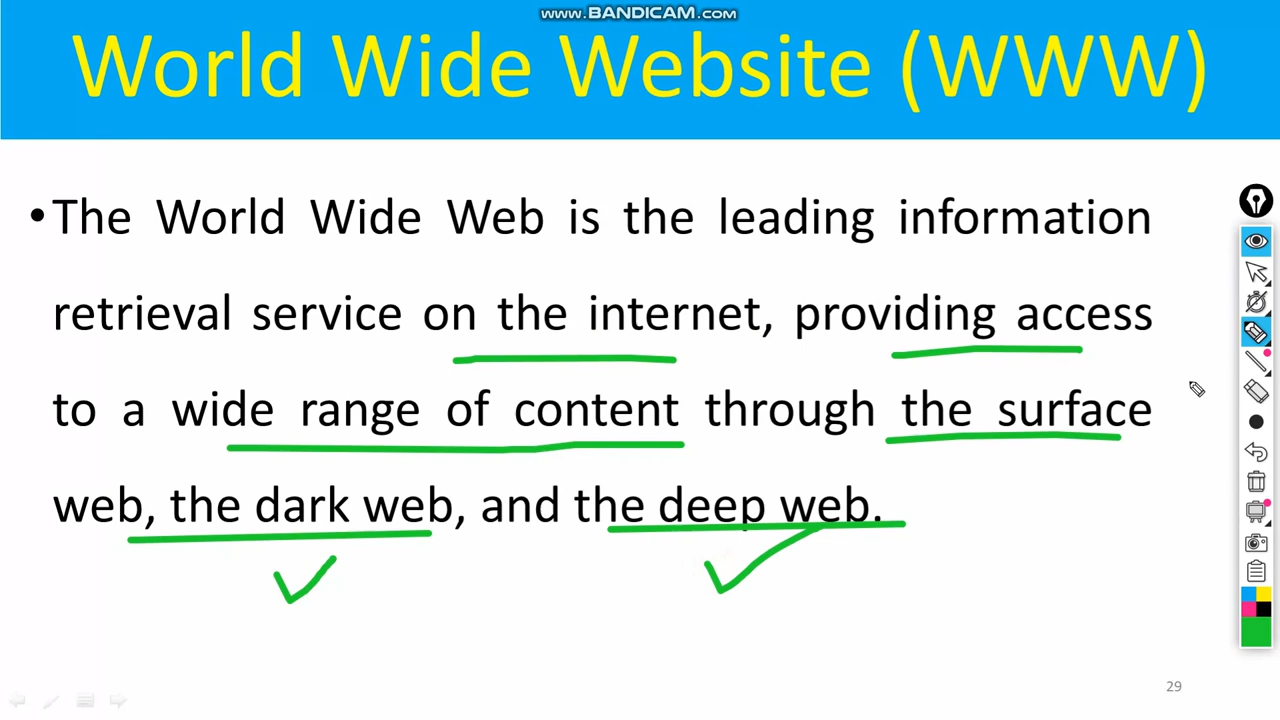 www.BANDICAM.com
World Wide Website (WWW)
•The World Wide Web is the leading information
retrieval service on the internet, providing access
to a wide range of content through the surface
web, the dark web, and the deep web.
29